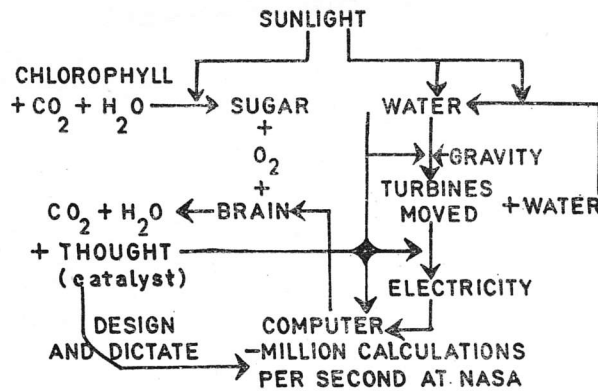 SUNLIGHT
CHLOROPHYLL
+ CO2 + H2O SUGAR WATER
+
O2 GRAVITY
+ TURBINES
CO2 + H2O BRAIN MOVED + WATER
+ THOUGHT
(catalyst)
ELECTRICITY
DESIGN COMPUTER
AND DICTATE -MILLION CALCULATIONS
PER SECOND AT NASA